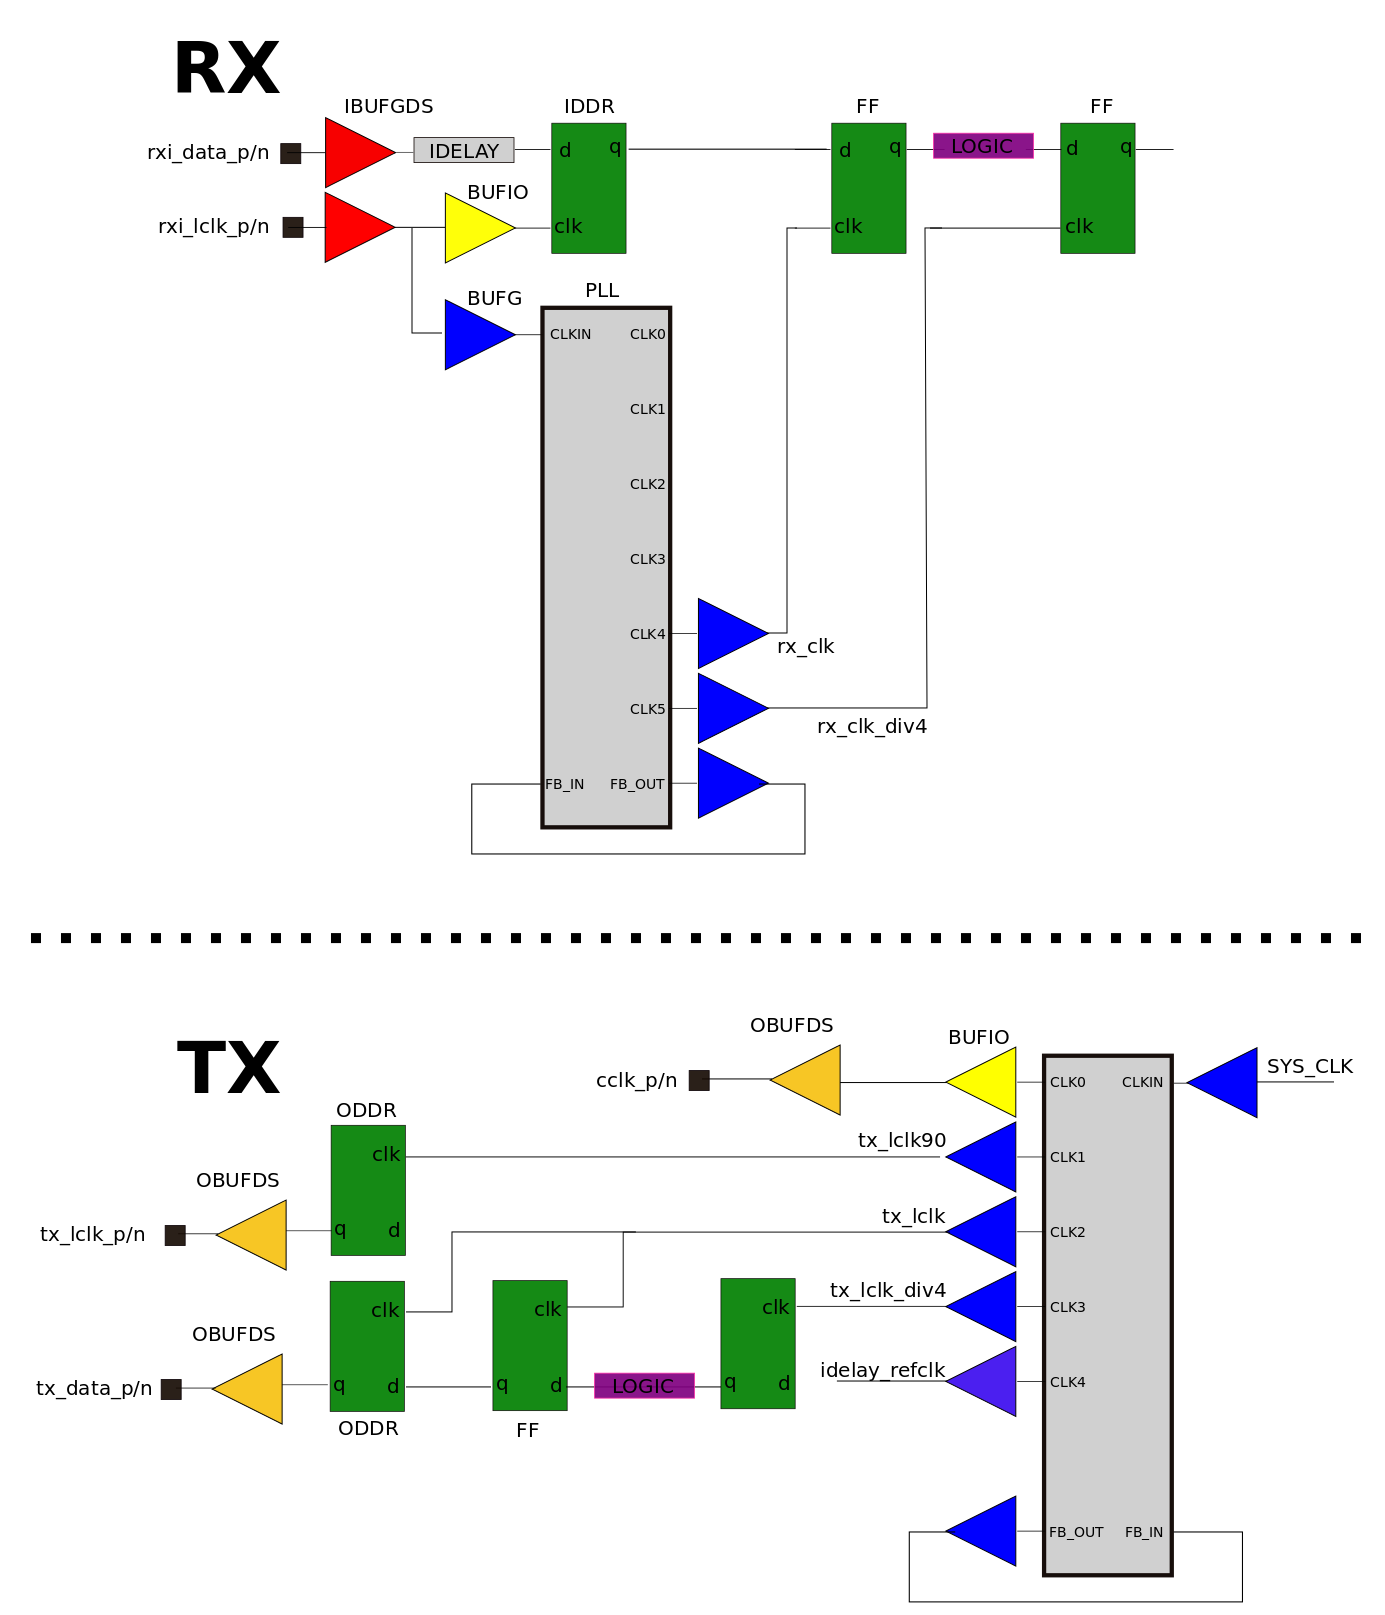 RX
IBUFGDS
IDDR
FF
FF
rxi_data_p/n
IDELAY
d
q
d
q
LOGIC
d
q
BUFIO
rxi_lclk_p/n
clk
clk
clk
BUFG
PLL
CLKIN
CLK0
CLK1
CLK2
CLK3
CLK4
rx_clk
CLK5
rx_clk_div4
FB_IN
FB_OUT
TX
OBUFDS
BUFIO
SYS_CLK
cclk_p/n
CLK0
CLKIN
ODDR
tx_lclk90
clk
CLK1
OBUFDS
tx_lclk
tx_lclk_p/n
q
d
CLK2
tx_lclk_div4
clk
clk
clk
CLK3
OBUFDS
idelay_refclk
CLK4
tx_data_p/n
q
d
q
d
LOGIC
q
d
ODDR
FF
FB_OUT
FB_IN